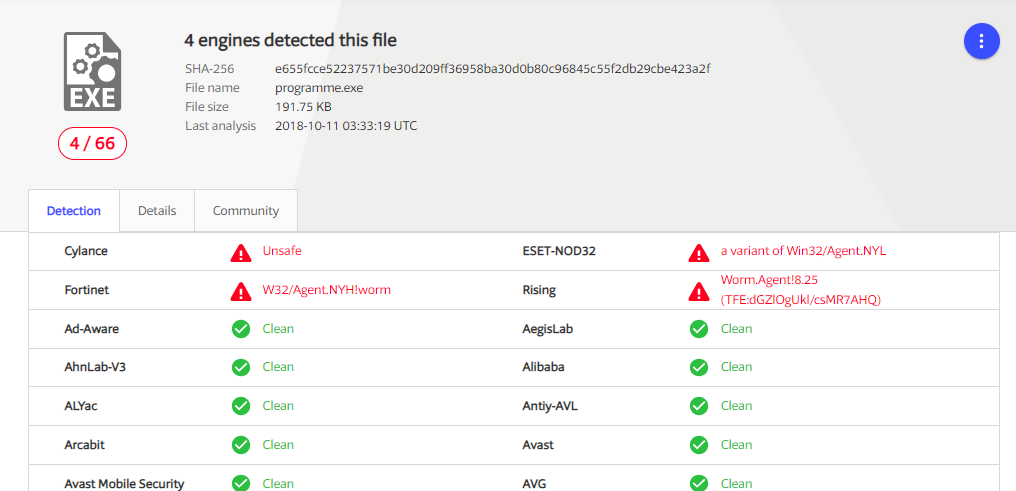 4 engines detected this file
SHA-256 e655fcce52237571be30d209ff36958ba30d0b80c96845c55f2db29cbe423a2f
File name programme.exe
File size 191.75 KB
Last analysis 2018-10-11 03:33:19 UTC
EXE
4 / 66
Detection Details Community
Cylance Unsafe ESET-NOD32 a variant of Win32/Agent.NYL
Fortinet W32/Agent.NYH!worm Rising Worm.Agent!8.25
(TFE:dGZlOgUkl/csMR7AHQ)
Ad-Aware Clean AegisLab Clean
AhnLab-V3 Clean Alibaba Clean
ALYac Clean Antiy-AVL Clean
Arcabit Clean Avast Clean
Avast Mobile Security Clean AVG Clean